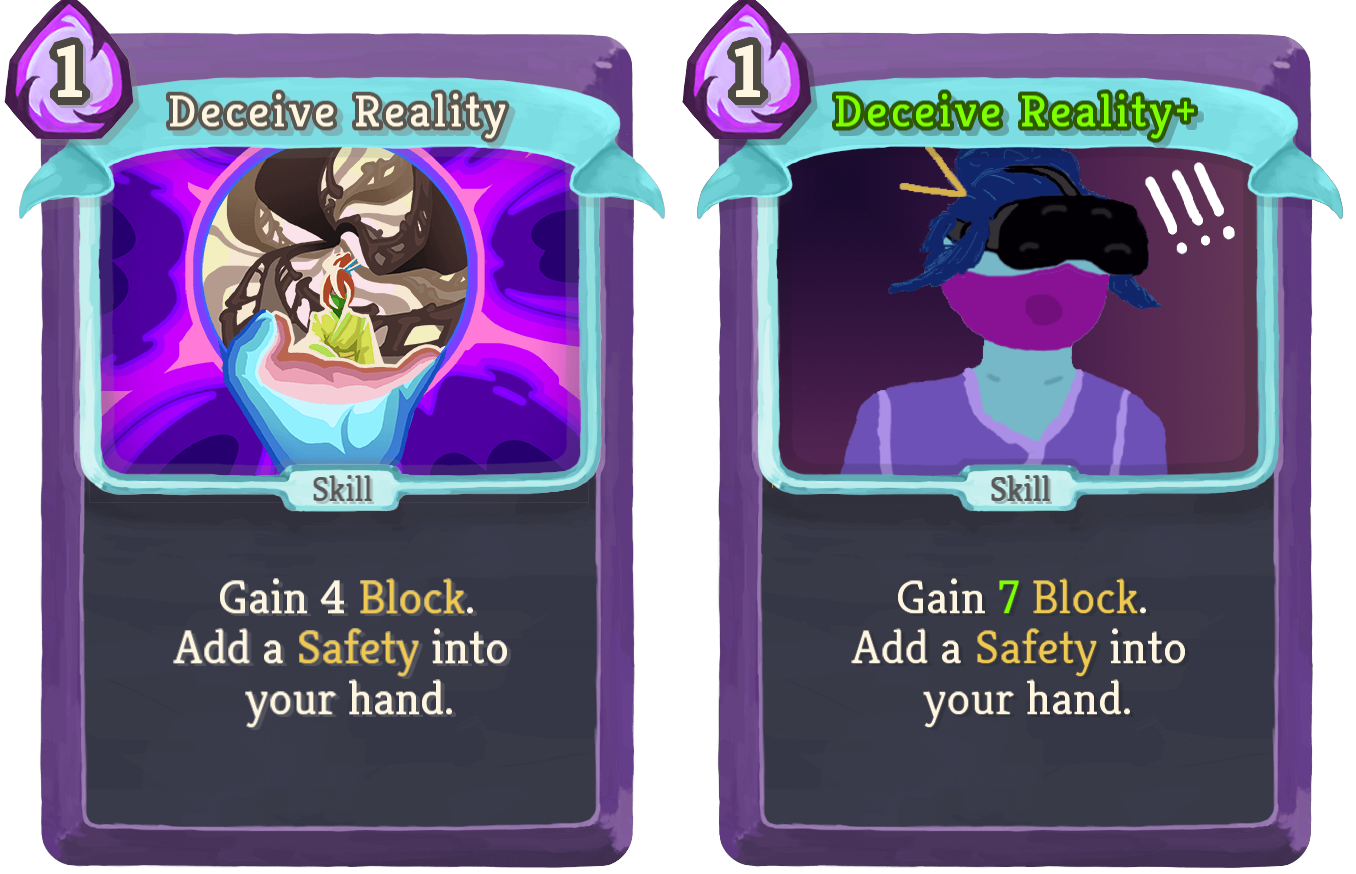 1
Deceive Reality
Skill
Gain 4 Block.
Add a Safety into
your hand.
1
Deceive Reality+
!!!
Skill
Gain 7 Block.
Add a Safety into
your hand.